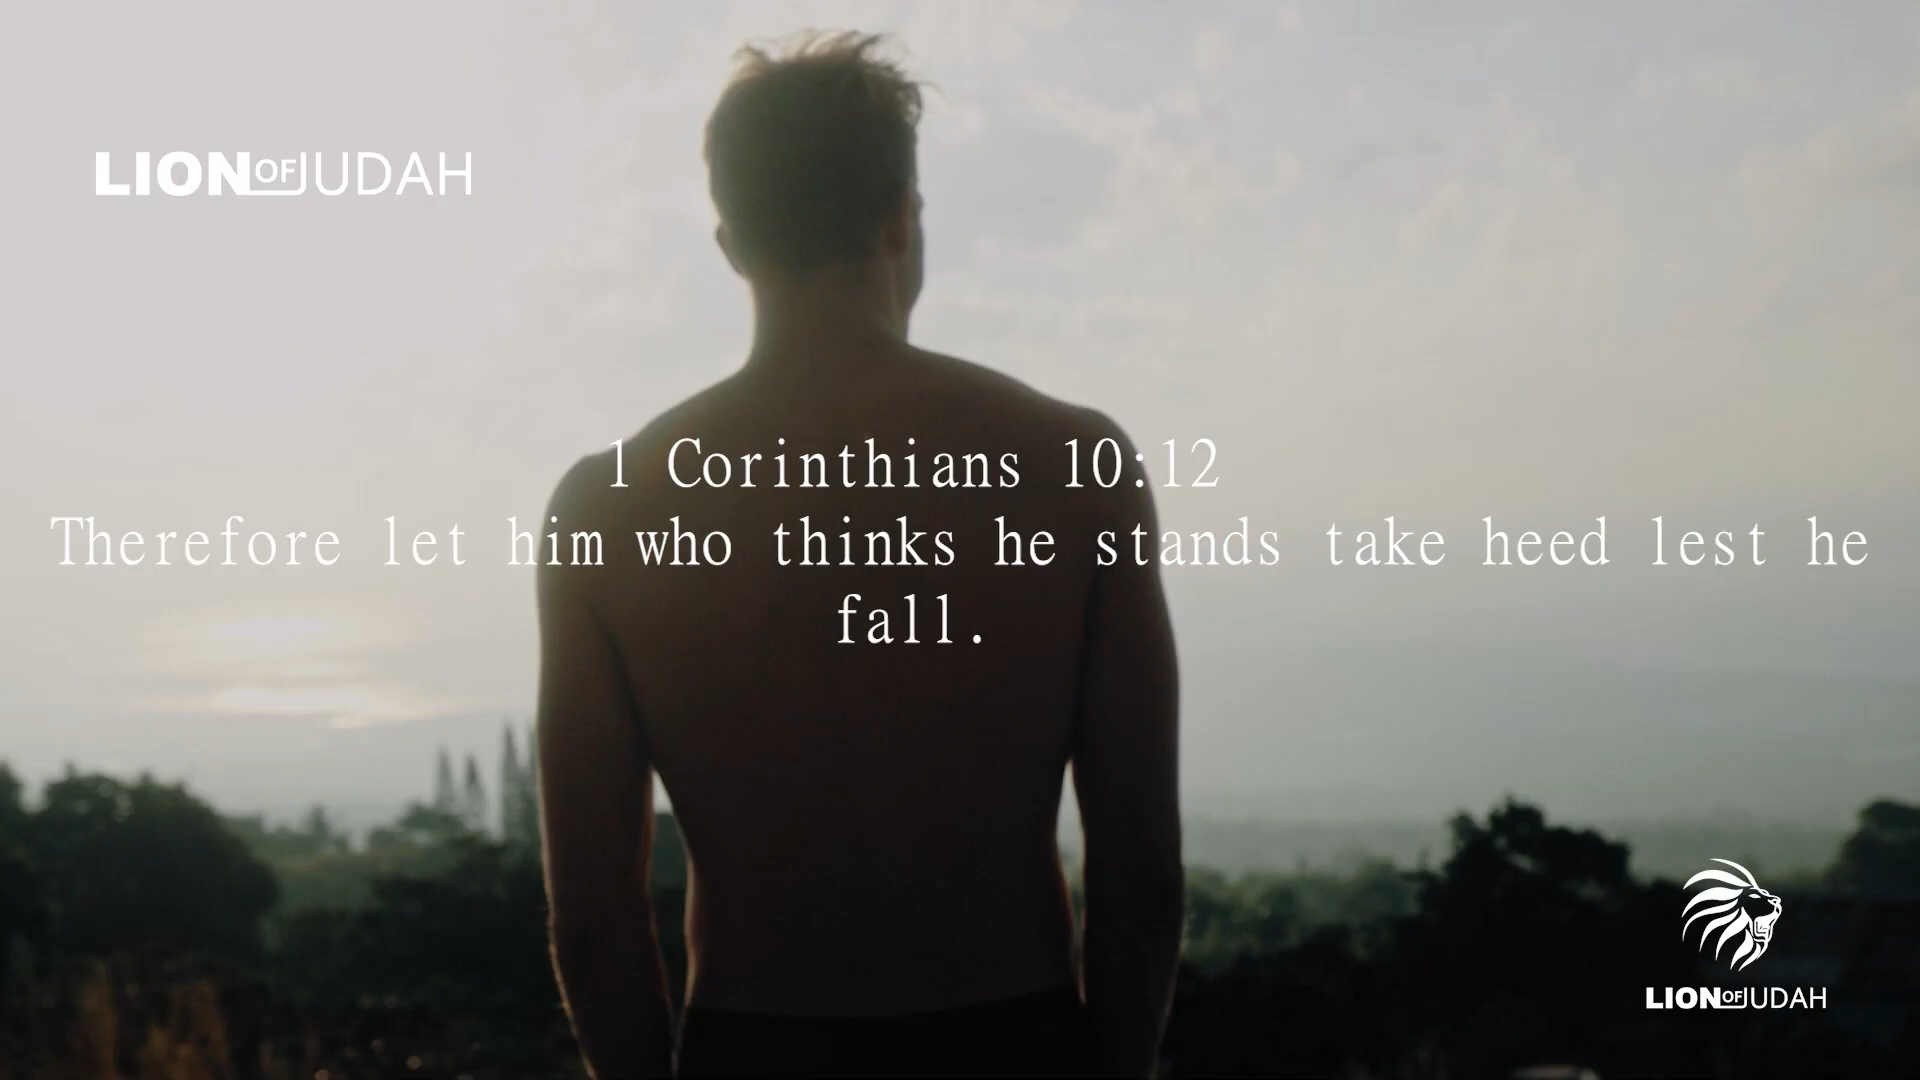 LION OF JUDAH
1 Corinthians 10:12
Therefore let him who thinks he stands take heed lest he
fall.
LION OF JUDAH